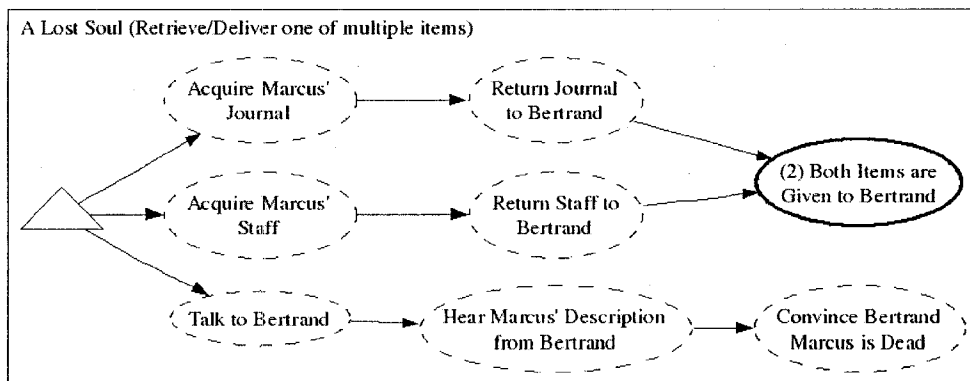 A Lost Soul (Retrieve/Deliver one of multiple items)
Acquire Marcus'
Journal
Return Journal
to Bertrand
(2) Both Items are
Given to Bertrand
Acquire Marcus'
Staff
Return Staff to
Bertrand
Talk to Bertrand
Hear Marcus' Description
from Bertrand
Convince Bertrand
Marcus is Dead